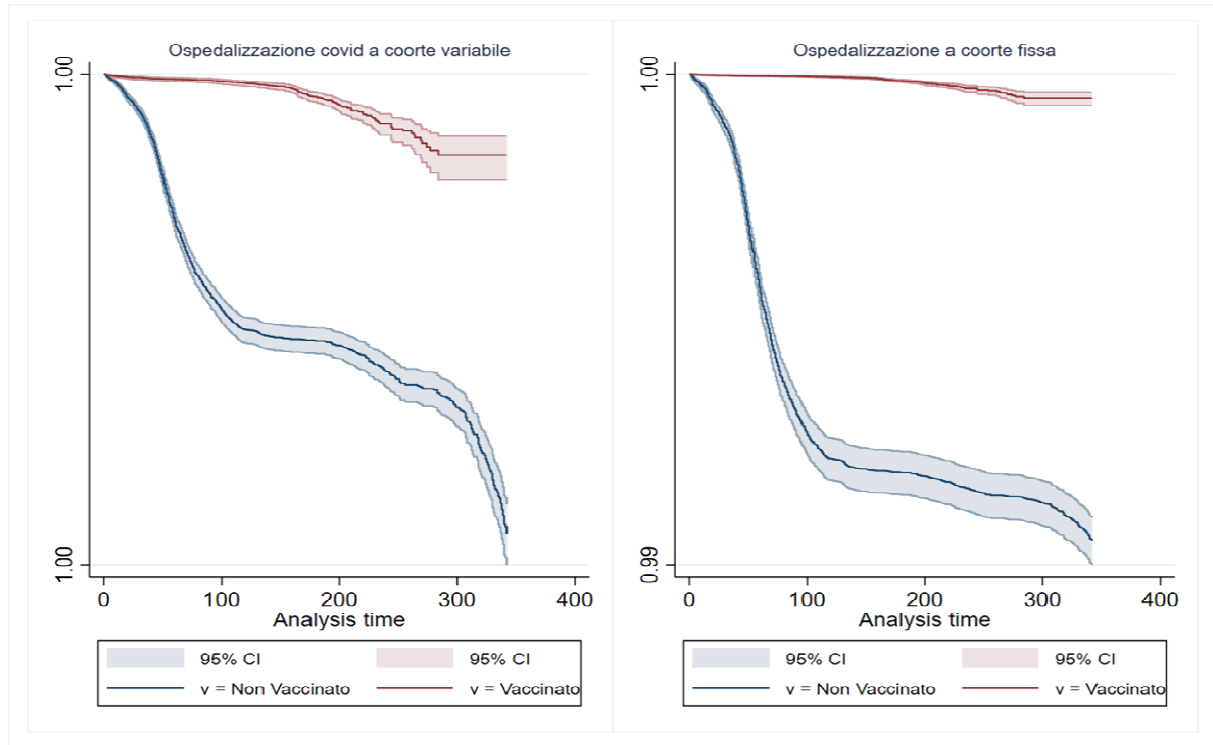 Ospedalizzazione covid a coorte variabile
1.00
1.00
0 100 200 300 400
Analysis time
95% CI 95% CI
v = Non Vaccinato v = Vaccinato
Ospedalizzazione a coorte fissa
1.00
0.99
0 100 200 300 400
Analysis time
95% CI 95% CI
v = Non Vaccinato v = Vaccinato